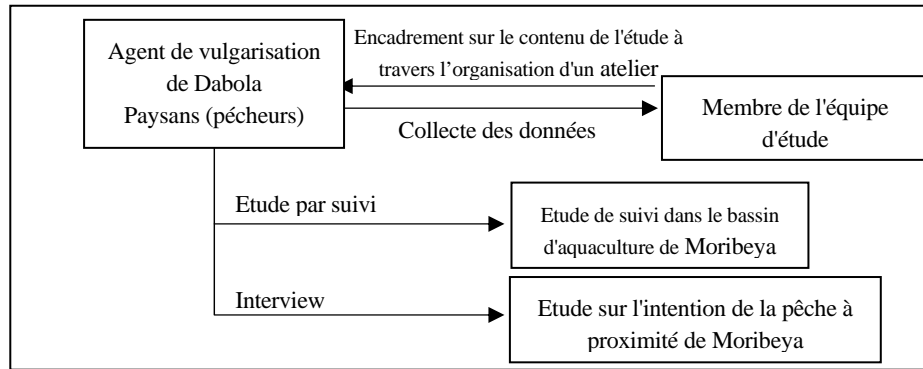 Agent de vulgarisation
de Dabola
Paysans (pécheurs)
Encadrement sur le contenu de l'étude à
travers l'organisation d'un atelier
Collecte des données
Membre de l'équipe
d'étude
Etude par suivi
Etude de suivi dans le bassin
d'aquaculture de Moribeya
Interview
Etude sur l'intention de la pêche à
proximité de Moribeya